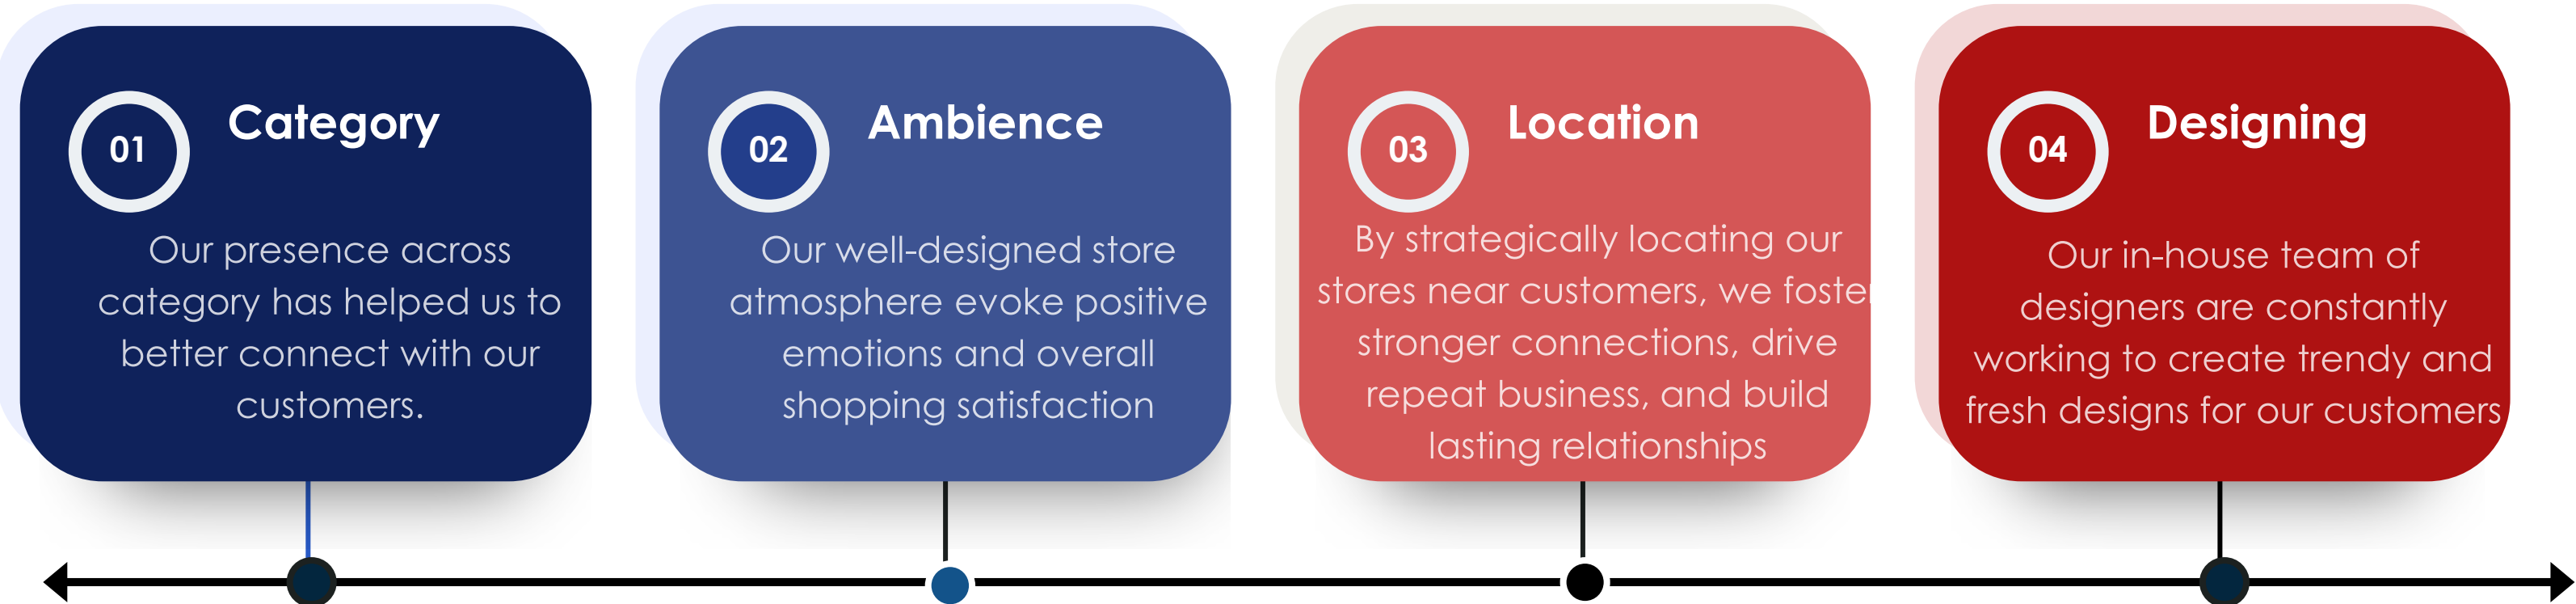 01
Category
Our presence across
category has helped us to
better connect with our
customers.
02
Ambience
Our well-designed store
atmosphere evoke positive
emotions and overall
shopping satisfaction
03
Location
By strategically locating our
stores near customers, we foster
stronger connections, drive
repeat business, and build
lasting relationships
04
Designing
Our in-house team of
designers are constantly
working to create trendy and
fresh designs for our customers